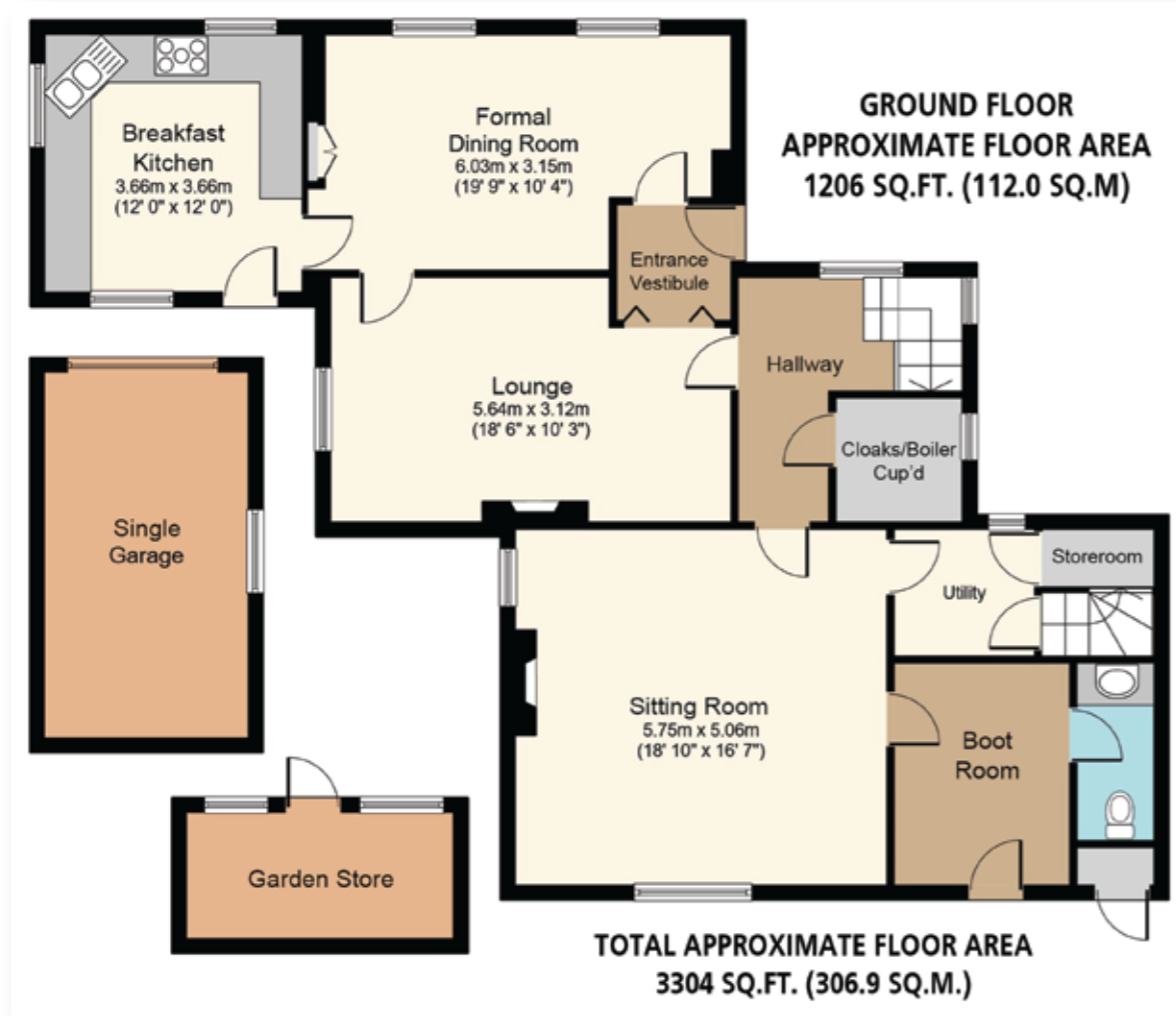 Breakfast
Kitchen
3.66m x 3.66m
(12' 0" x 12' 0")
Formal
Dining Room
6.03m x 3.15m
(19' 9" x 10' 4")
GROUND FLOOR
APPROXIMATE FLOOR AREA
1206 SQ.FT. (112.0 SQ.M)
Entrance
Vestibule
Lounge
5.64m x 3.12m
(18' 6" x 10' 3")
Hallway
Cloaks/Boiler
Cup'd
Single
Garage
Storeroom
Utility
Sitting Room
5.75m x 5.06m
(18' 10" x 16' 7")
Boot
Room
Garden Store
TOTAL APPROXIMATE FLOOR AREA
3304 SQ.FT. (306.9 SQ.M.)